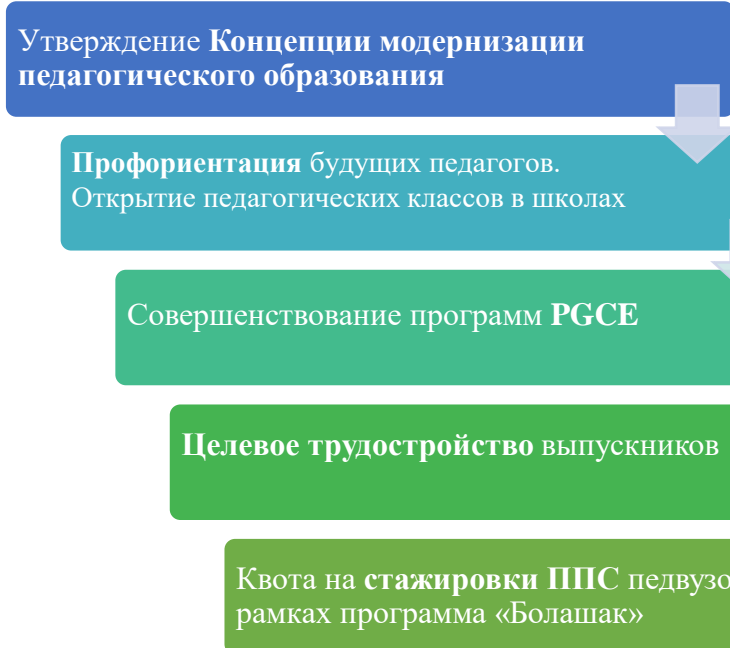 Утверждение Концепции модернизации
педагогического образования
Профориентация будущих педагогов.
Открытие педагогических классов в школах
Совершенствование программ PGCE
Целевое трудостройство выпускников
Квота на стажировки ППС педвузо
рамках программа «Болашак»